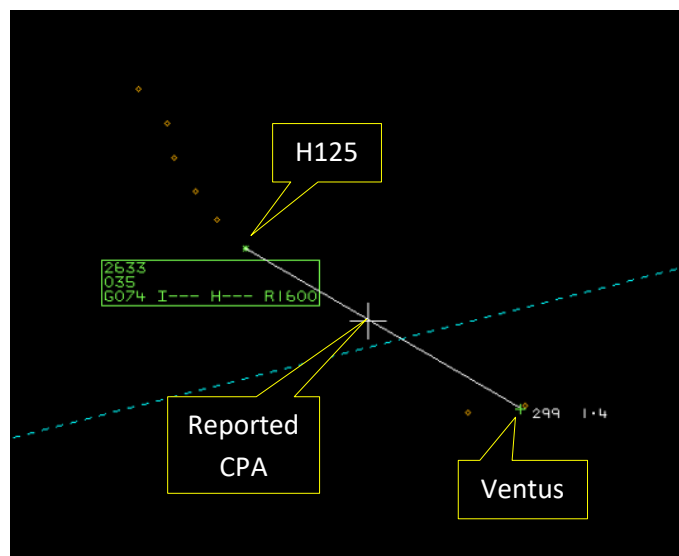 H125
2633
035
G074 I--- H--- R1600
Reported
CPA
299 1·4
Ventus